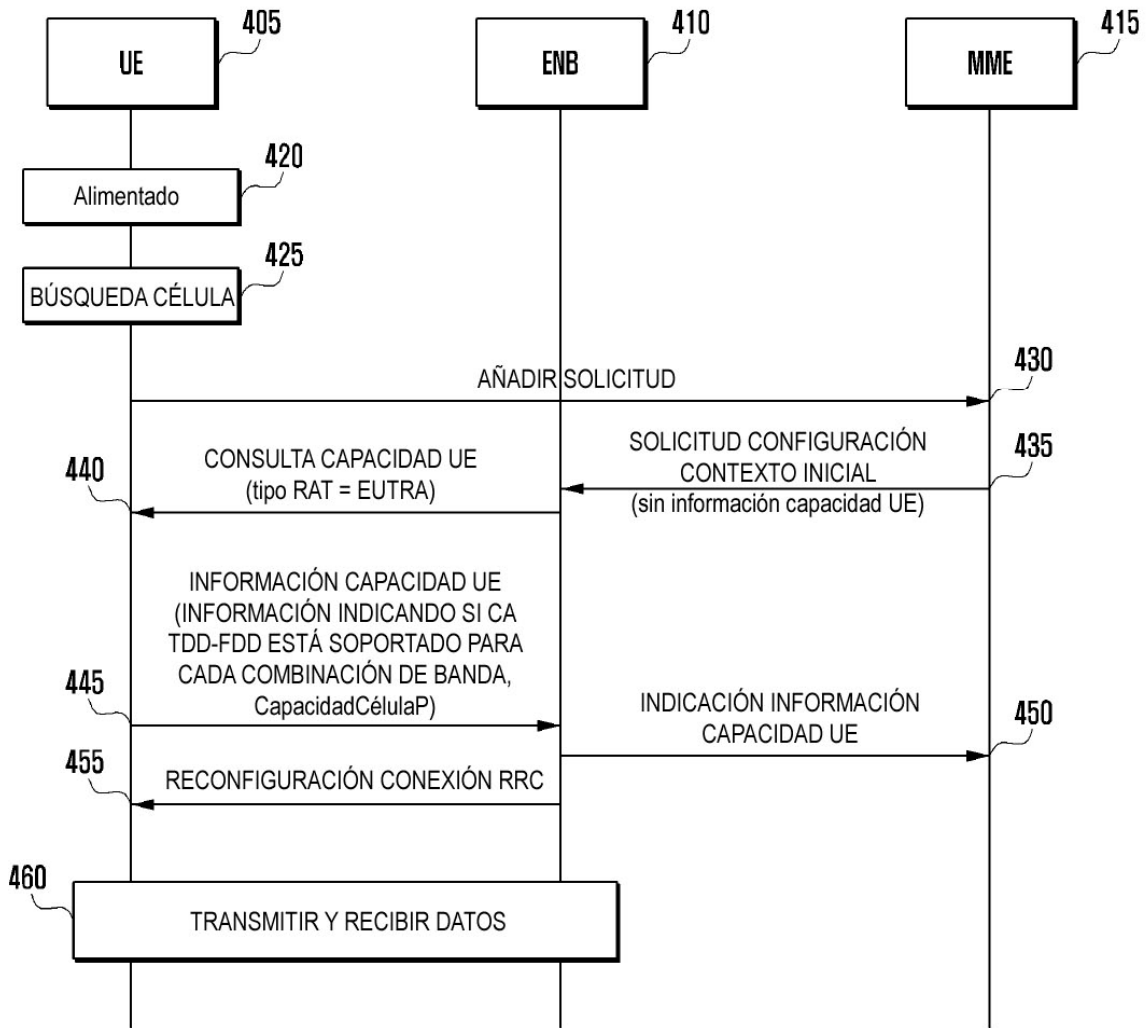 405
UE
410
ENB
415
MME
420
Alimentado
425
BÚSQUEDA CÉLULA
430
AÑADIR SOLICITUD
435
SOLICITUD CONFIGURACIÓN
CONTEXTO INICIAL
(sin información capacidad UE)
440
CONSULTA CAPACIDAD UE
(tipo RAT = EUTRA)
INFORMACIÓN CAPACIDAD UE
(INFORMACIÓN INDICANDO SI CA
TDD-FDD ESTÁ SOPORTADO PARA
CADA COMBINACIÓN DE BANDA,
CapacidadCélulaP)
445
INDICACIÓN INFORMACIÓN
CAPACIDAD UE
450
455
RECONFIGURACIÓN CONEXIÓN RRC
460
TRANSMITIR Y RECIBIR DATOS